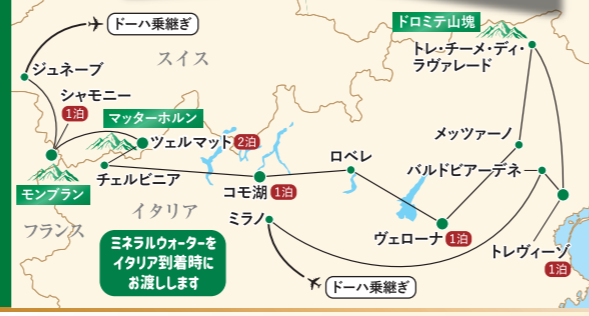 ドーハ乗継ぎ
スイス
ドロミテ山塊
トレ・チーメ・ディ・
ラヴァレード
ジュネーブ
シャモニー
1泊
マッターホルン
ツェルマット 2泊
メッツァーノ
ロベレ
バルドビアーデネ
チェルビニア
モンブラン
コモ湖 1泊
イタリア
ミラノ
フランス
ヴェローナ 1泊
トレヴィーゾ
1泊
ミネラルウォーターを
イタリア到着時に
お渡しします
ドーハ乗継ぎ